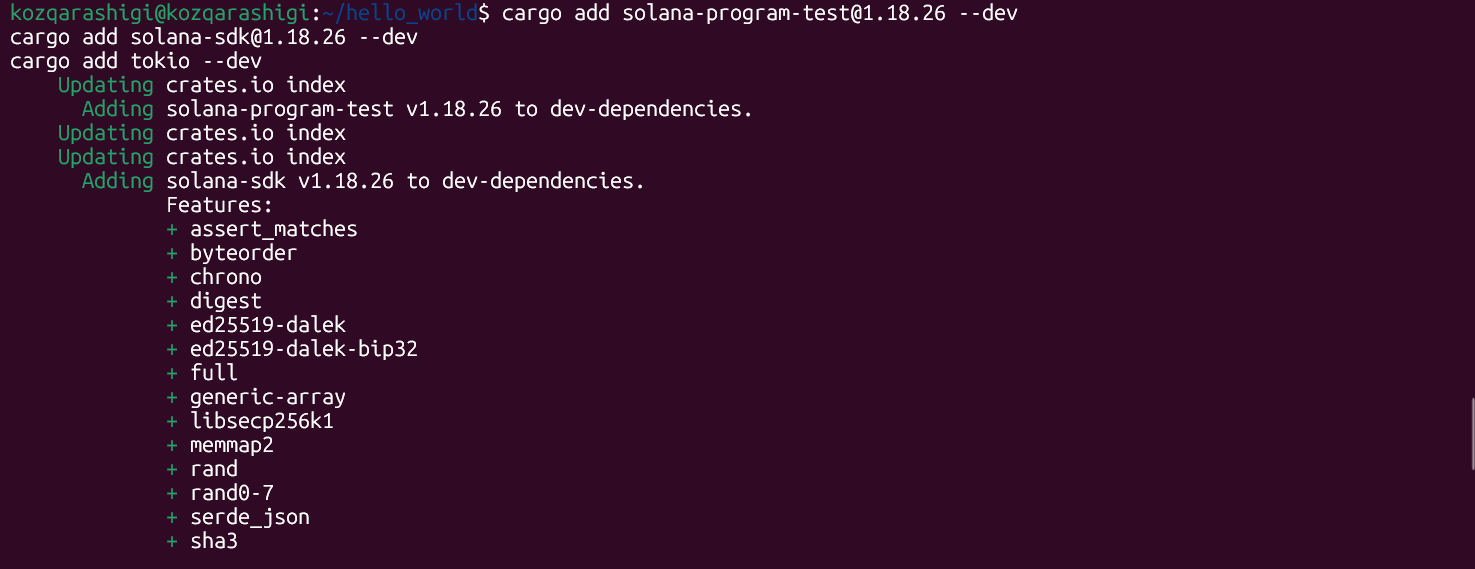 kozqarashigi@kozqarashigi:~/hello_world$ cargo add solana-program-test@1.18.26 --dev
cargo add solana-sdk@1.18.26 --dev
cargo add tokio --dev
    Updating crates.io index
      Adding solana-program-test v1.18.26 to dev-dependencies.
    Updating crates.io index
    Updating crates.io index
      Adding solana-sdk v1.18.26 to dev-dependencies.
             Features:
             + assert_matches
             + byteorder
             + chrono
             + digest
             + ed25519-dalek
             + ed25519-dalek-bip32
             + full
             + generic-array
             + libsecp256k1
             + memmap2
             + rand
             + rand0-7
             + serde_json
             + sha3